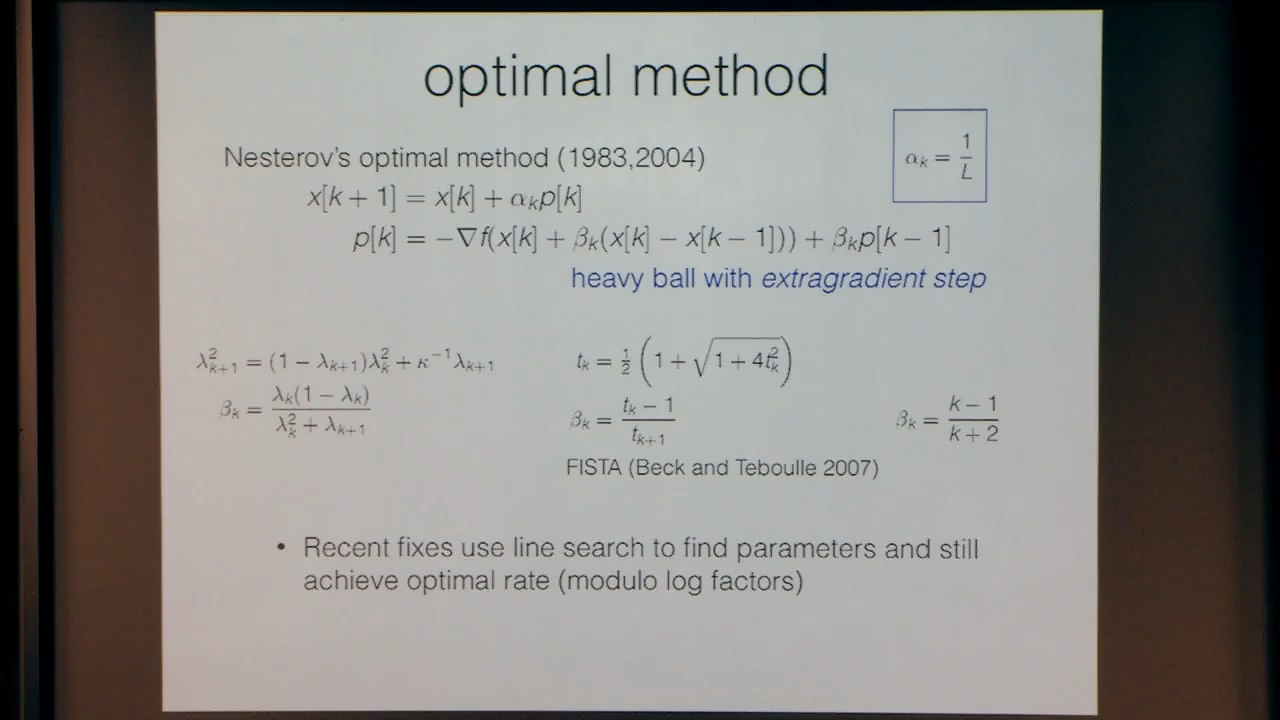 optimal method
Nesterov's optimal method (1983,2004)
αₖ = 1/L
x[k + 1] = x[k] + αₖp[k]
p[k] = −∇f(x[k] + βₖ(x[k] − x[k − 1])) + βₖp[k − 1]
heavy ball with extragradient step
λ²ₖ₊₁ = (1 − λₖ₊₁)λ²ₖ + κ⁻¹λₖ₊₁
βₖ = λₖ(1 − λₖ) / (λ²ₖ + λₖ₊₁)
tₖ = ½ (1 + √(1 + 4t²ₖ))
βₖ = (tₖ − 1) / tₖ₊₁
FISTA (Beck and Teboulle 2007)
βₖ = (k − 1) / (k + 2)
• Recent fixes use line search to find parameters and still
achieve optimal rate (modulo log factors)